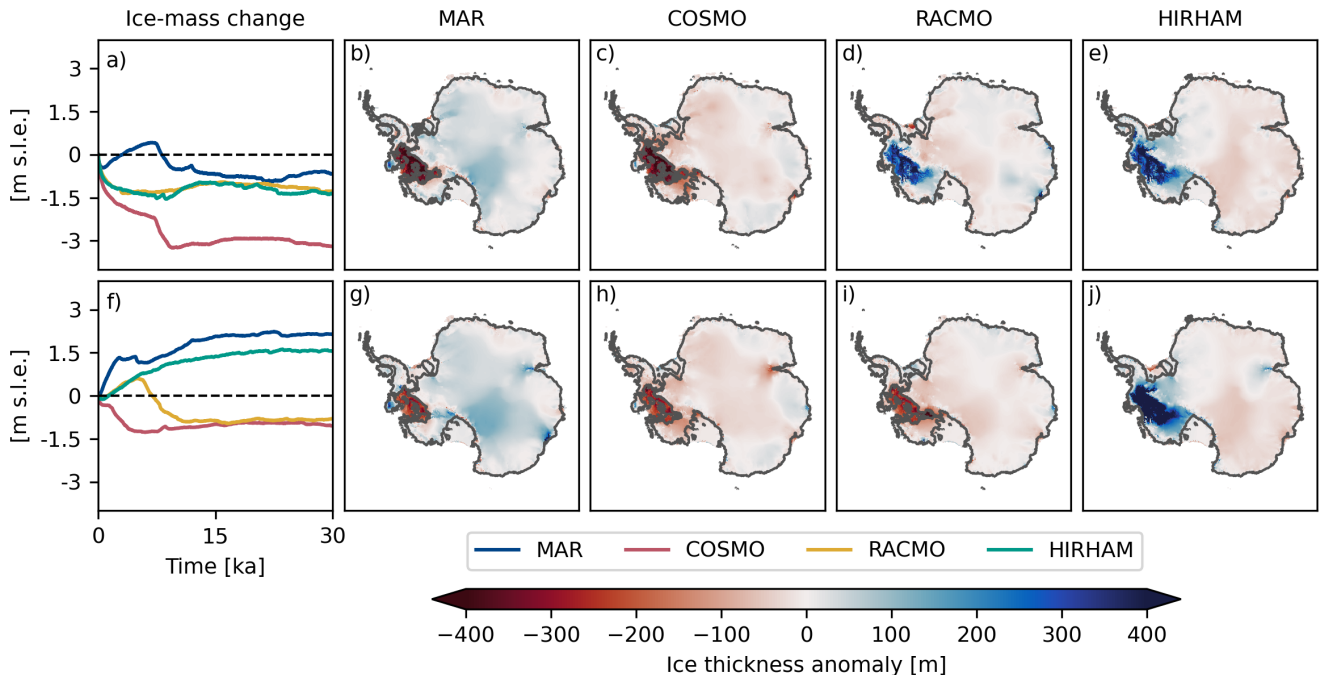 Ice-mass change MAR COSMO RACMO HIRHAM
a) b) c) d) e)
3
1.5
0
-1.5
-3
[m s.l.e.]
f) g) h) i) j)
3
1.5
0
-1.5
-3
[m s.l.e.]
0 15 30
Time [ka]
MAR COSMO RACMO HIRHAM
−400 −300 −200 −100 0 100 200 300 400
Ice thickness anomaly [m]